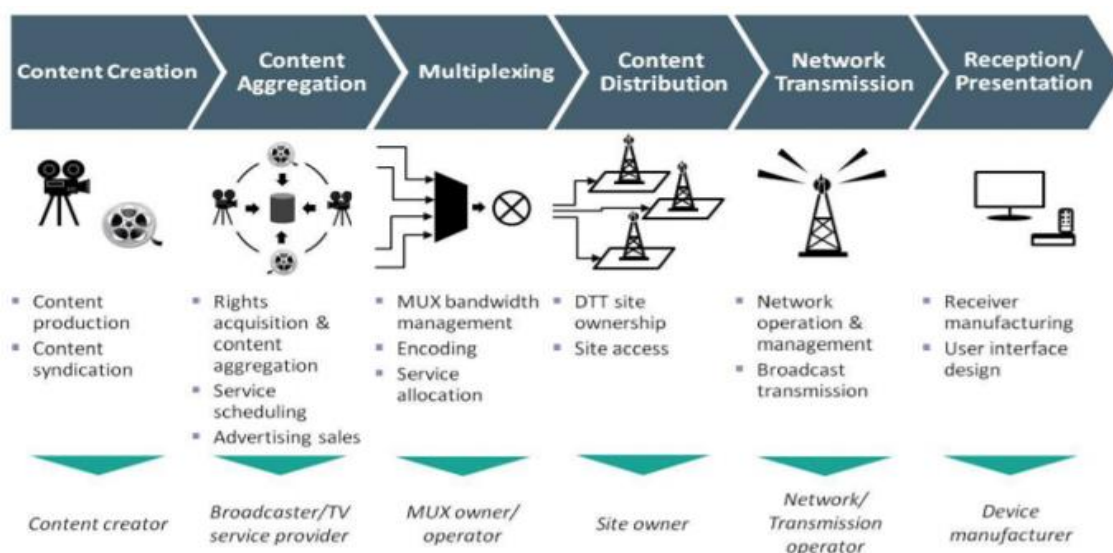 Content Creation
Content
Aggregation
Multiplexing
Content
Distribution
Network
Transmission
Reception/
Presentation
▪ Content
production
▪ Content
syndication
▪ Rights
acquisition &
content
aggregation
▪ Service
scheduling
▪ Advertising sales
▪ MUX bandwidth
management
▪ Encoding
▪ Service
allocation
▪ DTT site
ownership
▪ Site access
▪ Network
operation &
management
▪ Broadcast
transmission
▪ Receiver
manufacturing
▪ User interface
design
Content creator
Broadcaster/TV
service provider
MUX owner/
operator
Site owner
Network/
Transmission
operator
Device
manufacturer